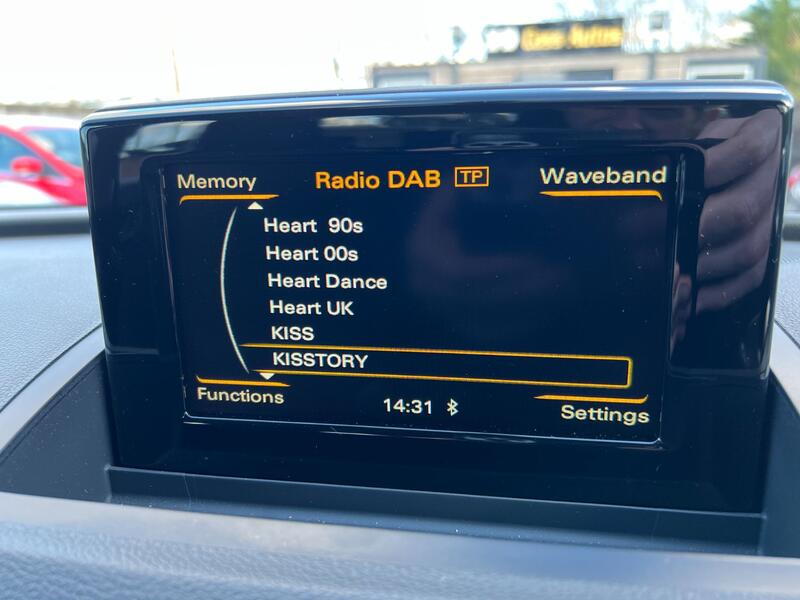 Memory
Radio DAB TP
Waveband
Heart 90s
Heart 00s
Heart Dance
Heart UK
KISS
KISSTORY
Functions
14:31
Settings